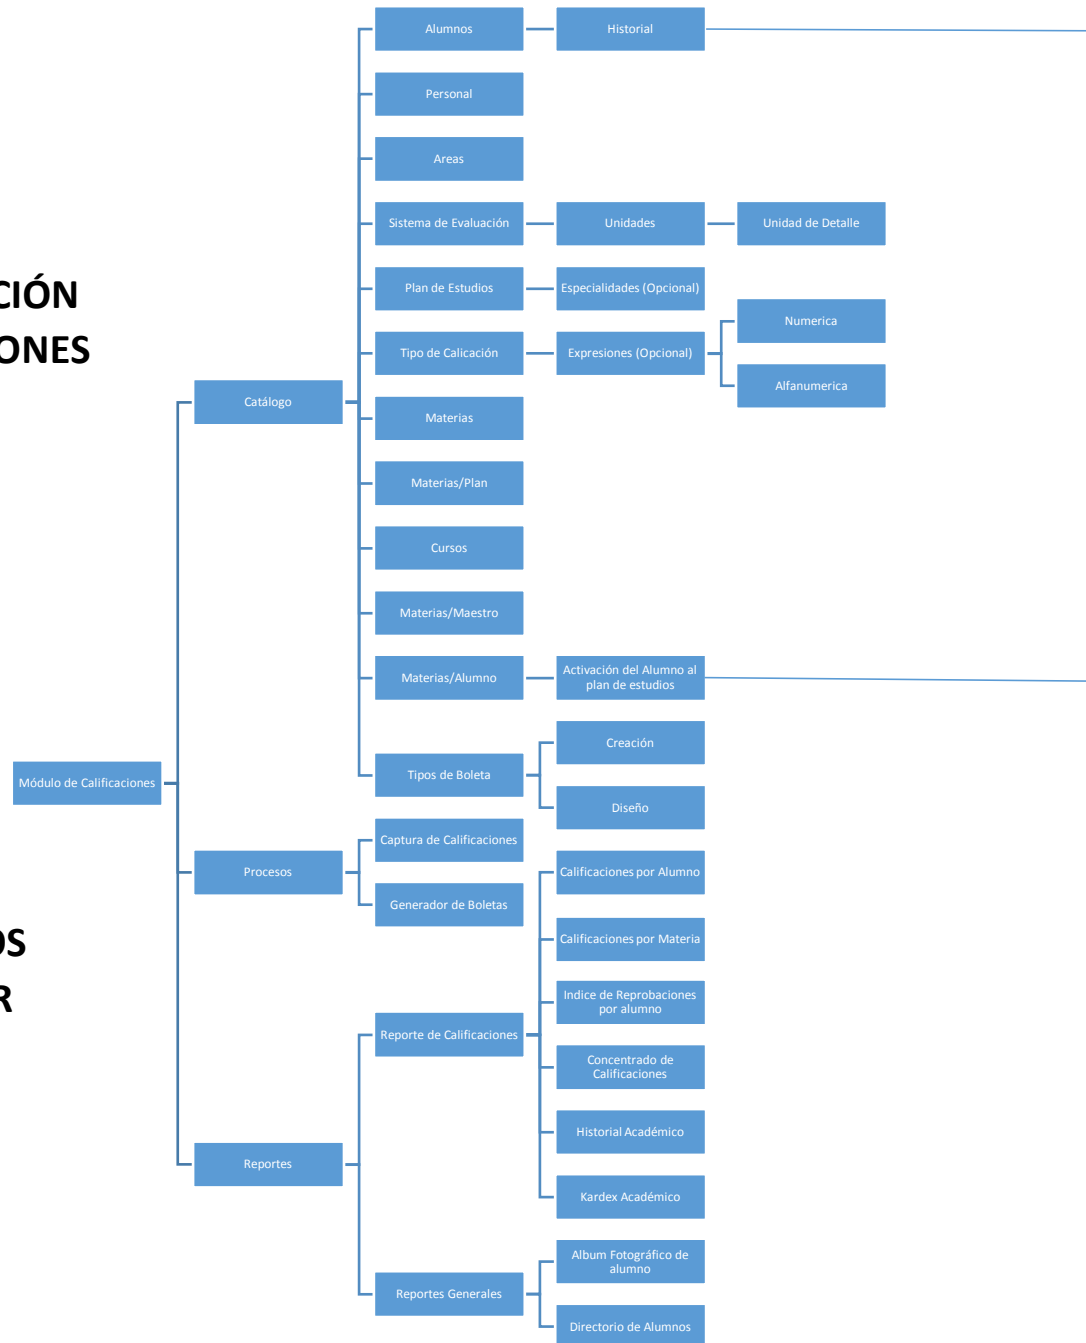 Alumnos
Historial
Personal
Areas
Sistema de Evaluación
Unidades
Unidad de Detalle
Plan de Estudios
Especialidades (Opcional)
Tipo de Calicación
Expresiones (Opcional)
Numerica
Alfanumerica
CIÓN
ONES
Catálogo
Materias
Materias/Plan
Cursos
Materias/Maestro
Materias/Alumno
Activación del Alumno al
plan de estudios
Tipos de Boleta
Creación
Diseño
Módulo de Calificaciones
Procesos
Captura de Calificaciones
Generador de Boletas
OS
R
Reportes
Reporte de Calificaciones
Calificaciones por Alumno
Calificaciones por Materia
Indice de Reprobaciones
por alumno
Concentrado de
Calificaciones
Historial Académico
Kardex Académico
Reportes Generales
Album Fotográfico de
alumno
Directorio de Alumnos